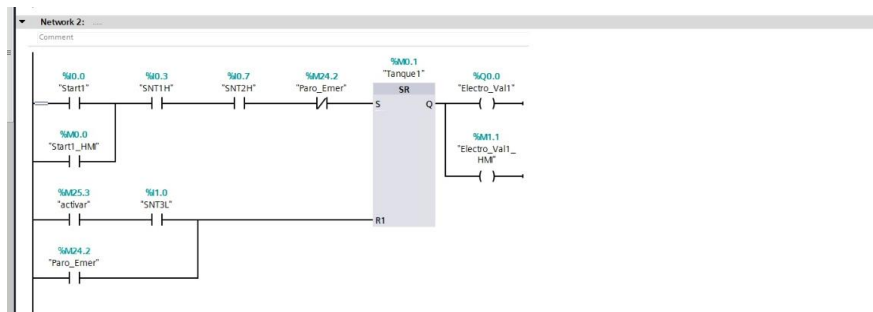 Network 2: ....
Comment
%I0.0
"Start1"
%I0.3
"SNT1H"
%I0.7
"SNT2H"
%M24.2
"Paro_Emer"
%M0.1
"Tanque1"
SR
S
Q
%Q0.0
"Electro_Val1"
%M0.0
"Start1_HMI"
%M1.1
"Electro_Val1_
HMI"
%M25.3
"activar"
%I1.0
"SNT3L"
R1
%M24.2
"Paro_Emer"